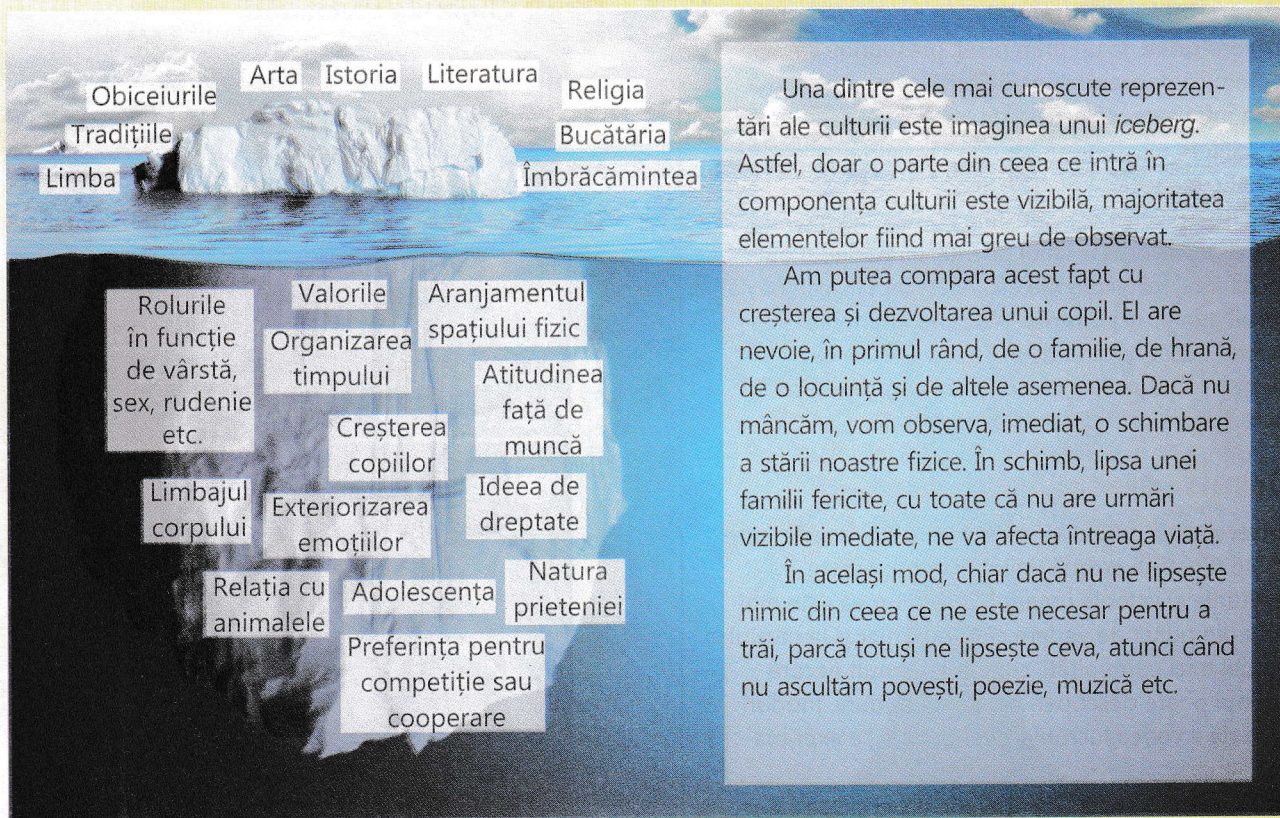 Arta
Istoria
Literatura
Obiceiurile
Religia
Tradițiile
Bucătăria
Limba
Îmbrăcămintea
Rolurile
în funcție
de vârstă,
sex, rudenie
etc.
Valorile
Aranjamentul
spațiului fizic
Organizarea
timpului
Atitudinea
față de
muncă
Creșterea
copiilor
Limbajul
corpului
Exteriorizarea
emoțiilor
Ideea de
dreptate
Relația cu
animalele
Adolescența
Natura
prieteniei
Preferința pentru
competiție sau
cooperare
Una dintre cele mai cunoscute reprezen-
tări ale culturii este imaginea unui iceberg.
Astfel, doar o parte din ceea ce intră în
componența culturii este vizibilă, majoritatea
elementelor fiind mai greu de observat.
Am putea compara acest fapt cu
creșterea și dezvoltarea unui copil. El are
nevoie, în primul rând, de o familie, de hrană,
de o locuință și de altele asemenea. Dacă nu
mâncăm, vom observa, imediat, o schimbare
a stării noastre fizice. În schimb, lipsa unei
familii fericite, cu toate că nu are urmări
vizibile imediate, ne va afecta întreaga viață.
În același mod, chiar dacă nu ne lipsește
nimic din ceea ce ne este necesar pentru a
trăi, parcă totuși ne lipsește ceva, atunci când
nu ascultăm povești, poezie, muzică etc.